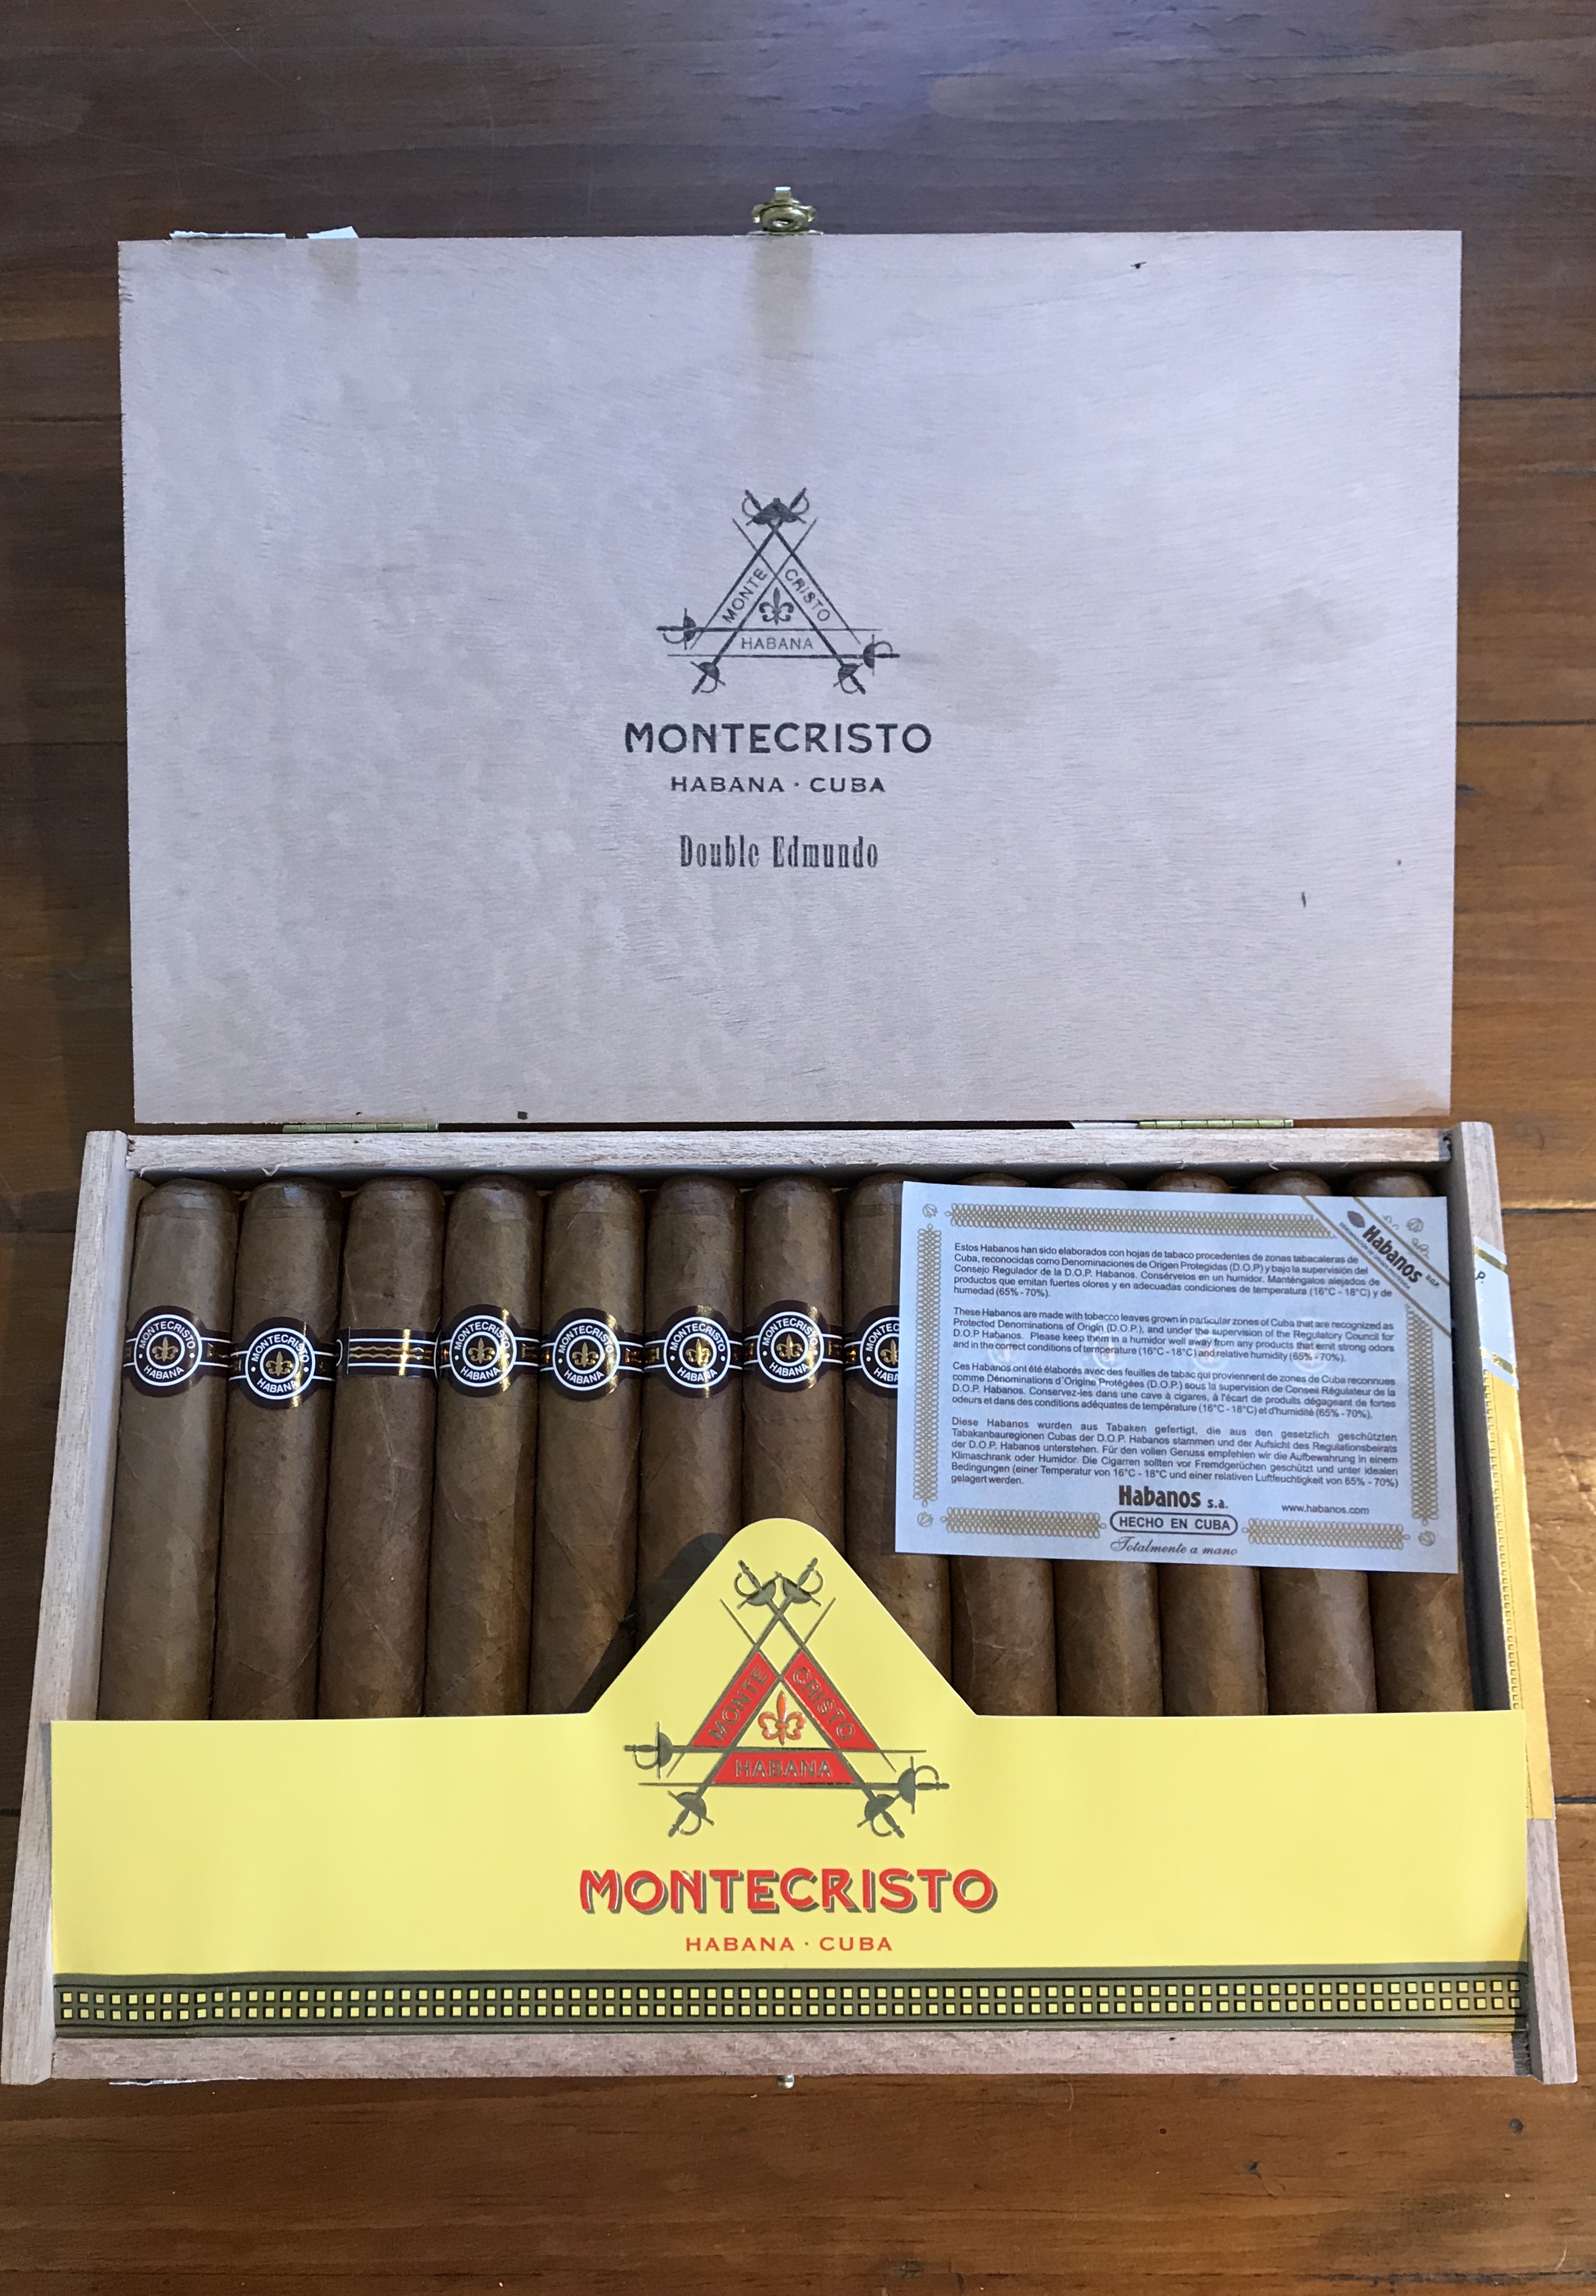 MONTE CRISTO
HABANA
MONTECRISTO
HABANA · CUBA
Double Edmundo
MONTECRISTO HABANA
MONTECRISTO HABANA
MONTECRISTO HABANA
MONTECRISTO HABANA
MONTECRISTO HABANA
MONTECRISTO HABANA
Habanos
Estos Habanos han sido elaborados con hojas de tabaco procedentes de zonas tabacaleras de
Cuba, reconocidas como Denominaciones de Origen Protegidas (D.O.P.) y bajo la supervisión del
Consejo Regulador de la D.O.P. Habanos. Consérvelos en un humidor. Manténgalos alejados de
productos que emitan fuertes olores y en adecuadas condiciones de temperatura (16°C - 18°C) y de
humedad (65% - 70%).
These Habanos are made with tobacco leaves grown in particular zones of Cuba that are recognized as
Protected Denominations of Origin (D.O.P.), and under the supervision of the Regulatory Council for
D.O.P Habanos. Please keep them in a humidor well away from any products that emit strong odors
and in the correct conditions of temperature (16°C - 18°C) and relative humidity (65% - 70%).
Ces Habanos ont été élaborés avec des feuilles de tabac qui proviennent de zones de Cuba reconnues
comme Dénominations d'Origine Protégées (D.O.P.) sous la supervision de Conseil Régulateur de la
D.O.P. Habanos. Conservez-les dans une cave à cigares, à l'écart de produits dégageant de fortes
odeurs et dans des conditions adéquates de température (16°C - 18°C) et d'humidité (65% - 70%).
Diese Habanos wurden aus Tabaken gefertigt, die aus den gesetzlich geschützten
Tabakanbauregionen Cubas der D.O.P. Habanos stammen und der Aufsicht des Regulationsbeirats
der D.O.P. Habanos unterstehen. Für den vollen Genuss empfehlen wir die Aufbewahrung in einem
Klimaschrank oder Humidor. Die Cigarren sollten vor Fremdgerüchen geschützt und unter idealen
Bedingungen (einer Temperatur von 16°C - 18°C und einer relativen Luftfeuchtigkeit von 65% - 70%)
gelagert werden.
Habanos s.a.
www.habanos.com
HECHO EN CUBA
Totalmente a mano
MONTE CRISTO
HABANA
MONTECRISTO
HABANA · CUBA